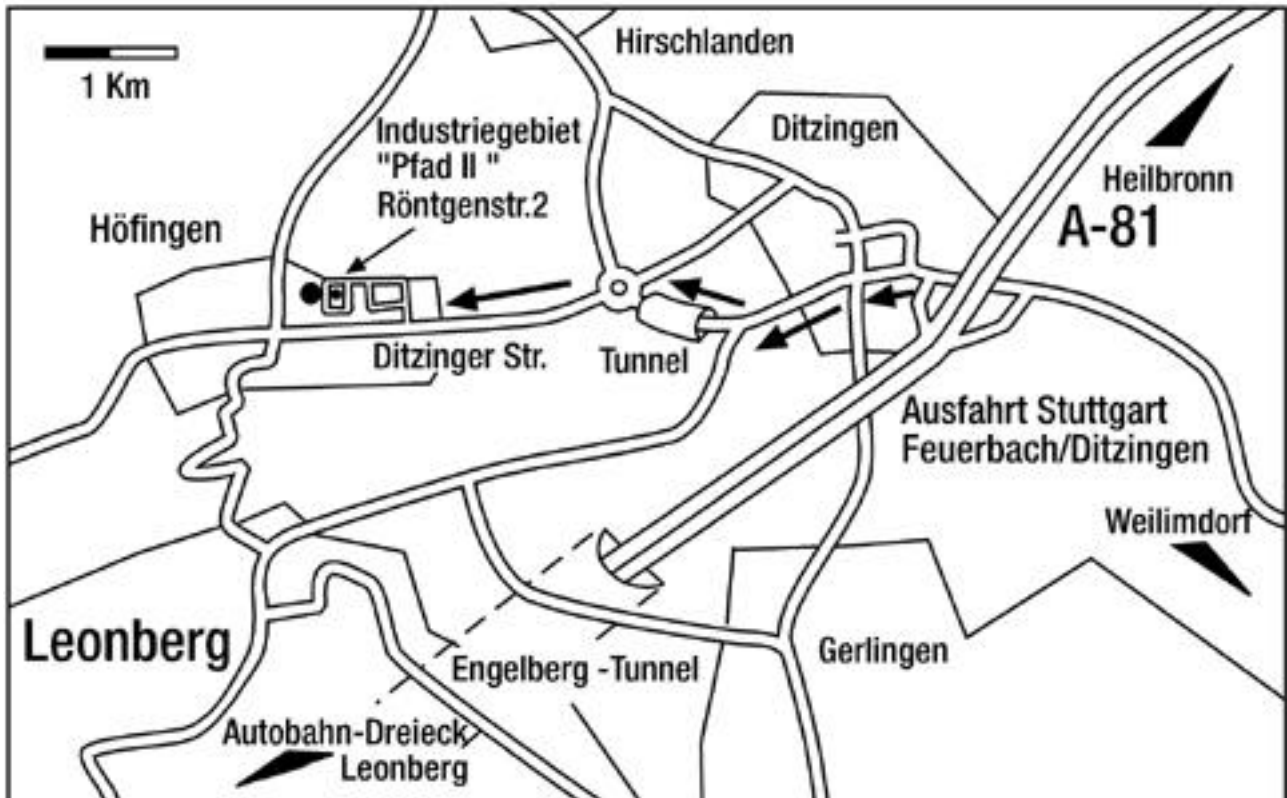 Hirschlanden
1 Km
Industriegebiet
"Pfad II "
Röntgenstr.2
Ditzingen
Heilbronn
A-81
Höfingen
Ditzinger Str.
Tunnel
Ausfahrt Stuttgart
Feuerbach/Ditzingen
Weilimdorf
Leonberg
Engelberg -Tunnel
Gerlingen
Autobahn-Dreieck
Leonberg